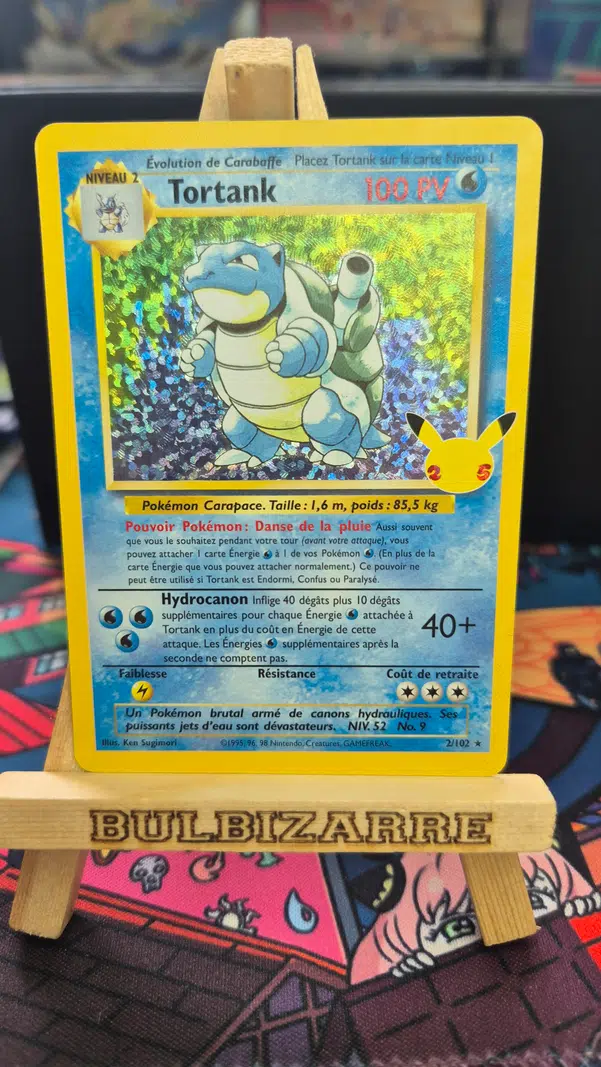 Évolution de Carabaffe Placez Tortank sur la carte Niveau 1
NIVEAU 2
Tortank 100 PV
25
Pokémon Carapace. Taille : 1,6 m, poids : 85,5 kg
Pouvoir Pokémon : Danse de la pluie Aussi souvent
que vous le souhaitez pendant votre tour (avant votre attaque), vous
pouvez attacher 1 carte Énergie à 1 de vos Pokémon . (En plus de la
carte Énergie que vous pouvez attacher normalement.) Ce pouvoir ne
peut être utilisé si Tortank est Endormi, Confus ou Paralysé.
Hydrocanon Inflige 40 dégâts plus 10 dégâts
supplémentaires pour chaque Énergie attachée à
Tortank en plus du coût en Énergie de cette
attaque. Les Énergies supplémentaires après la
seconde ne comptent pas.
40+
Faiblesse Résistance Coût de retraite
Un Pokémon brutal armé de canons hydrauliques. Ses
puissants jets d'eau sont dévastateurs. NIV. 52 No. 9
Illus. Ken Sugimori ©1995, 96, 98 Nintendo, Creatures, GAMEFREAK. 2/102 ★
BULBIZARRE